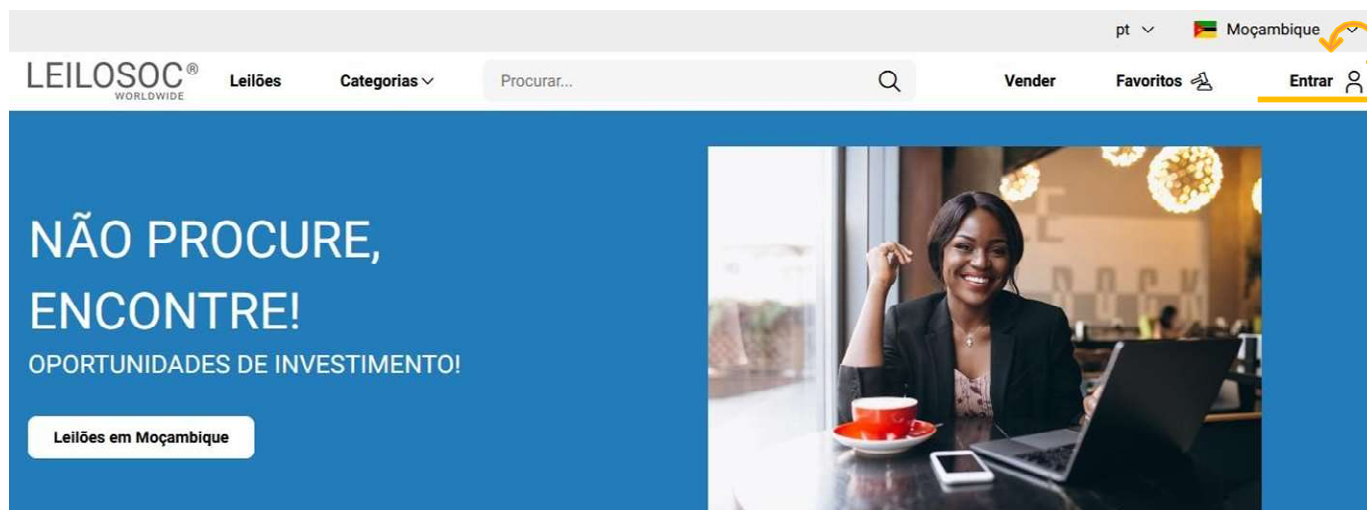 pt Moçambique
LEILOSOC®
WORLDWIDE
Leilões Categorias Procurar... Vender Favoritos Entrar
NÃO PROCURE,
ENCONTRE!
OPORTUNIDADES DE INVESTIMENTO!
Leilões em Moçambique